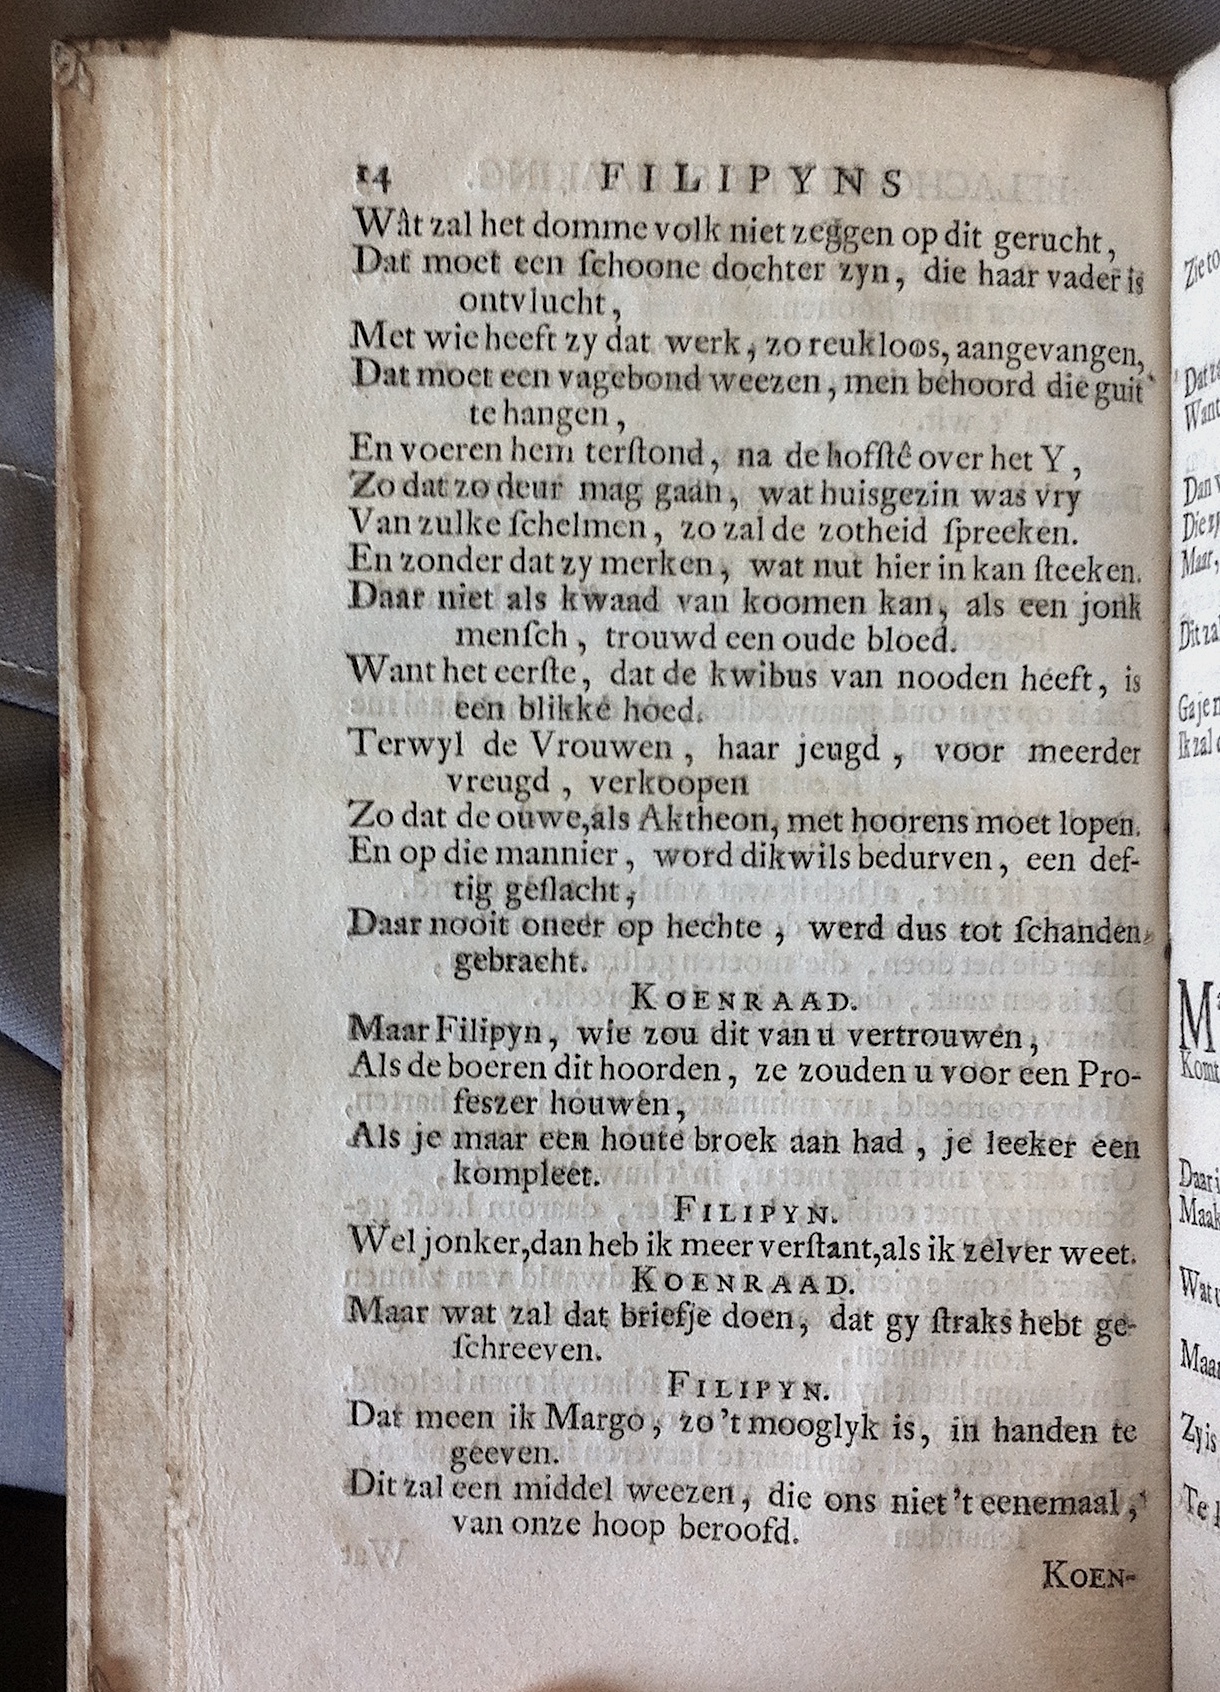 14 FILIPYNS
Wât zal het domme volk niet zeggen op dit gerucht,
Dat moet een ſchoone dochter zyn, die haar vader is
ontvlucht,
Met wie heeft zy dat werk, zo reukloos, aangevangen,
Dat moet een vagebond weezen, men behoord die guit
te hangen,
En voeren hem terſtond, na de hofſtê over het Y,
Zo dat zo deur mag gaan, wat huisgezin was vry
Van zulke ſchelmen, zo zal de zotheid ſpreeken.
En zonder dat zy merken, wat nut hier in kan ſteeken.
Daar niet als kwaad van koomen kan, als een jonk
menſch, trouwd een oude bloed.
Want het eerſte, dat de kwibus van nooden heeft, is
een blikke hoed.
Terwyl de Vrouwen, haar jeugd, voor meerder
vreugd, verkoopen
Zo dat de ouwe, als Aktheon, met hoorens moet lopen.
En op die mannier, word dikwils bedurven, een def-
tig geſlacht,
Daar nooit oneer op hechte, werd dus tot ſchanden
gebracht.
KOENRAAD.
Maar Filipyn, wie zou dit van u vertrouwen,
Als de boeren dit hoorden, ze zouden u voor een Pro-
feszer houwen,
Als je maar een houte broek aan had, je leeker een
kompleet.
FILIPYN.
Wel jonker, dan heb ik meer verſtant, als ik zelver weet.
KOENRAAD.
Maar wat zal dat briefje doen, dat gy ſtraks hebt ge-
ſchreeven.
FILIPYN.
Dat meen ik Margo, zo 't mooglyk is, in handen te
geeven.
Dit zal een middel weezen, die ons niet 't eenemaal,
van onze hoop beroofd.
KOEN-
Zie
Want
Dan
Maar,
Dit
Daar
Maak
Wat
Zy is
Te